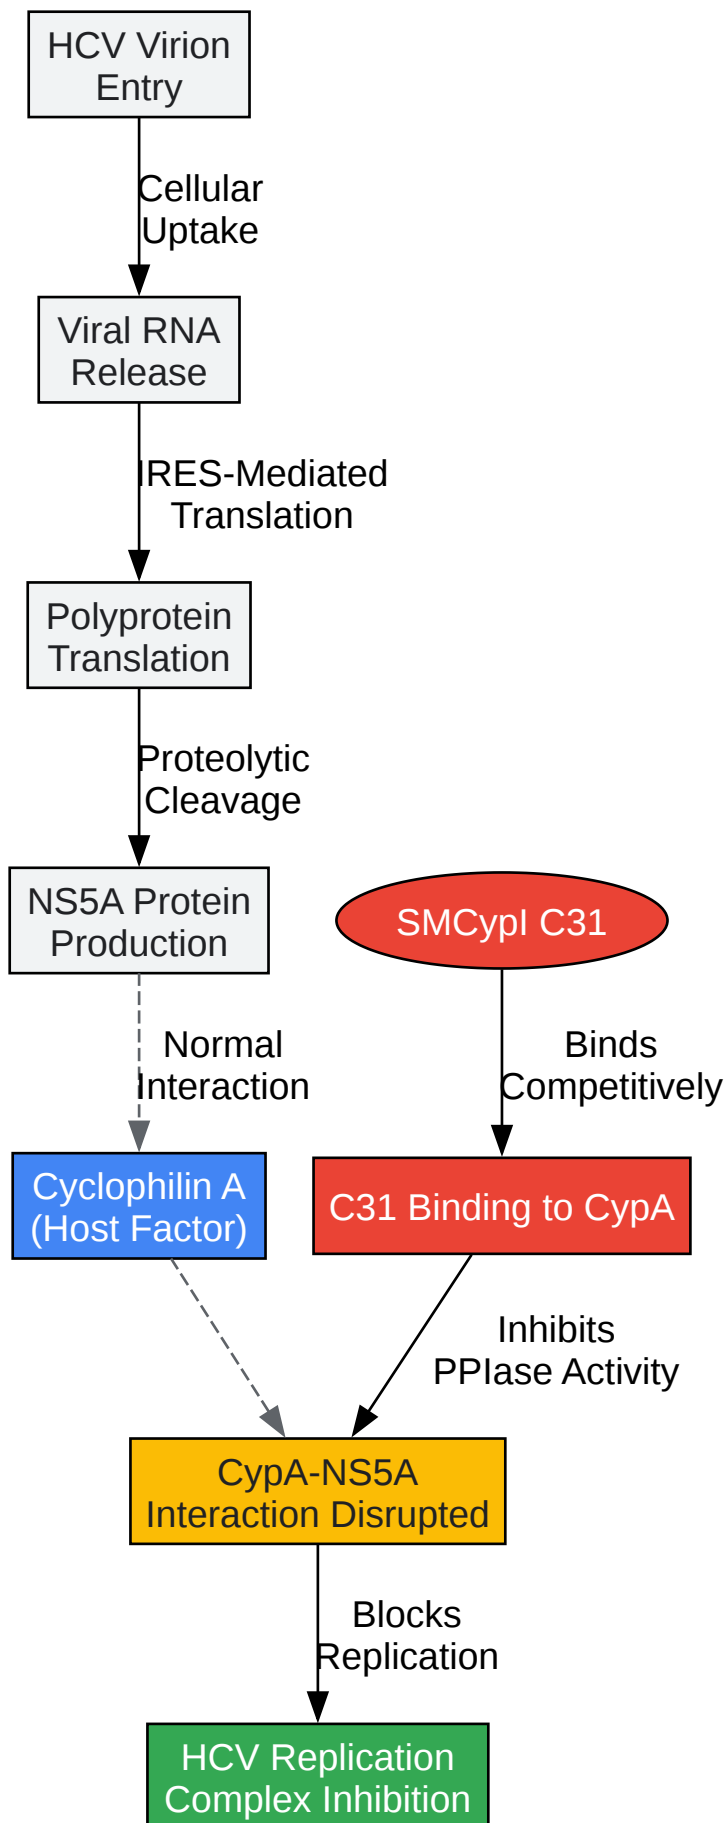 HCV Virion
Entry
Cellular
Uptake
Viral RNA
Release
IRES-Mediated
Translation
Polyprotein
Translation
Proteolytic
Cleavage
NS5A Protein
Production
SMCypI C31
Normal
Interaction
Binds
Competitively
Cyclophilin A
(Host Factor)
C31 Binding to CypA
Inhibits
PPIase Activity
CypA-NS5A
Interaction Disrupted
Blocks
Replication
HCV Replication
Complex Inhibition